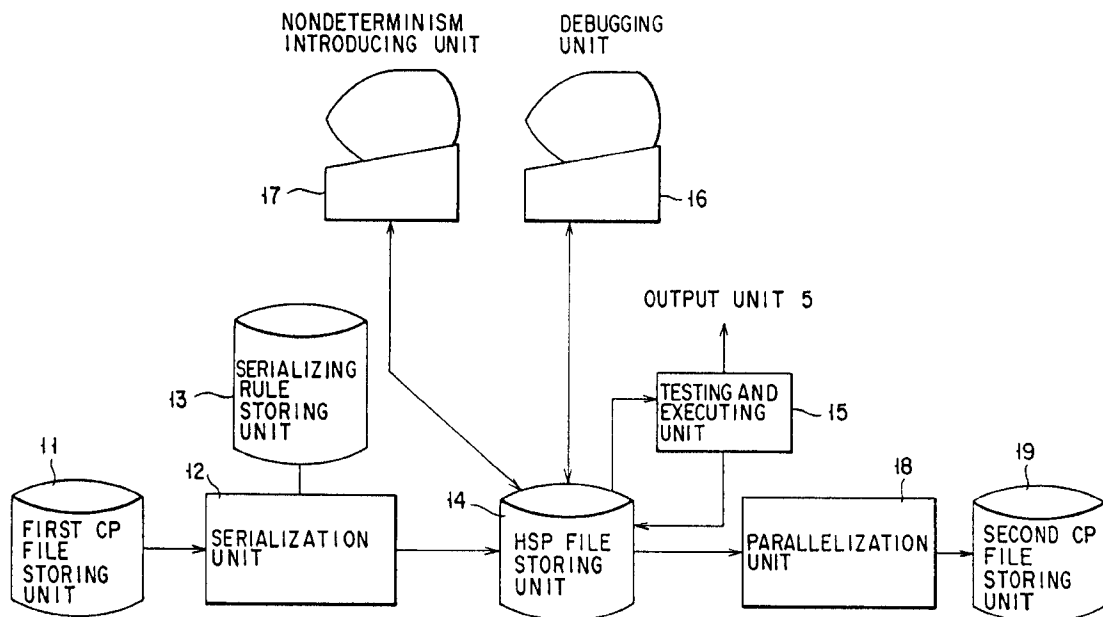 NONDETERMINISM
INTRODUCING UNIT
DEBUGGING
UNIT
17
16
OUTPUT UNIT 5
SERIALIZING
RULE
STORING
UNIT
13
TESTING AND
EXECUTING
UNIT
15
11
FIRST CP
FILE
STORING
UNIT
12
SERIALIZATION
UNIT
14
HSP FILE
STORING
UNIT
18
PARALLELIZATION
UNIT
19
SECOND CP
FILE
STORING
UNIT